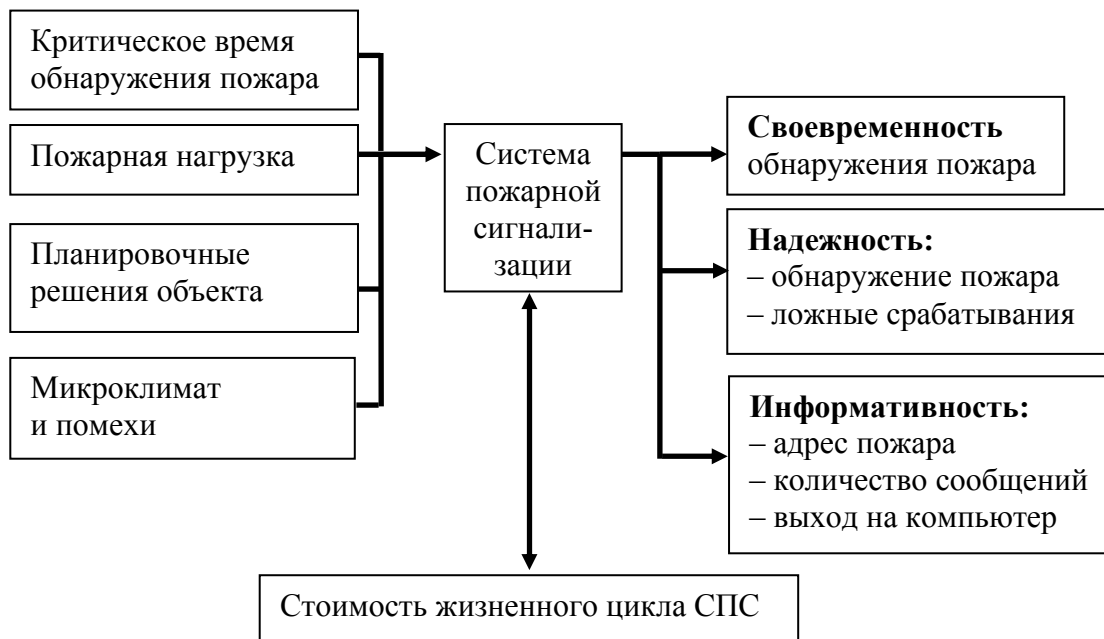 Критическое время
обнаружения пожара
Пожарная нагрузка
Планировочные
решения объекта
Микроклимат
и помехи
Система
пожарной
сигнали-
зации
Своевременность
обнаружения пожара
Надежность:
– обнаружение пожара
– ложные срабатывания
Информативность:
– адрес пожара
– количество сообщений
– выход на компьютер
Стоимость жизненного цикла СПС